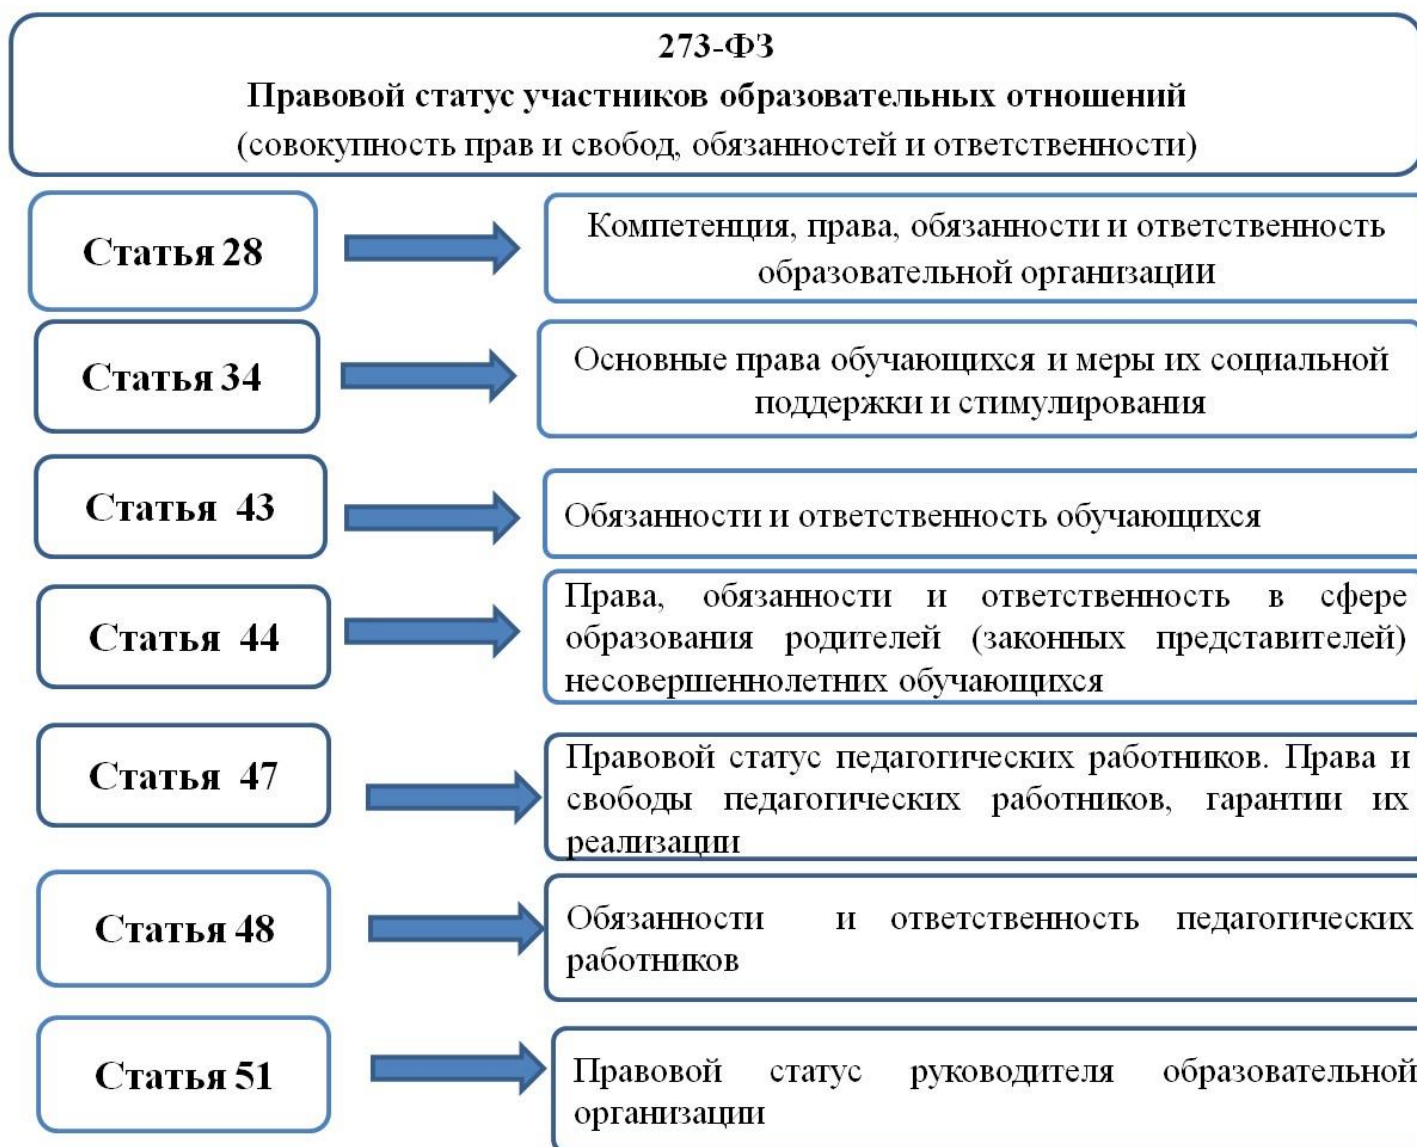 273-ФЗ
Правовой статус участников образовательных отношений
(совокупность прав и свобод, обязанностей и ответственности)
Статья 28
Компетенция, права, обязанности и ответственность
образовательной организации
Статья 34
Основные права обучающихся и меры их социальной
поддержки и стимулирования
Статья 43
Обязанности и ответственность обучающихся
Статья 44
Права, обязанности и ответственность в сфере
образования родителей (законных представителей)
несовершеннолетних обучающихся
Статья 47
Правовой статус педагогических работников. Права и
свободы педагогических работников, гарантии их
реализации
Статья 48
Обязанности и ответственность педагогических
работников
Статья 51
Правовой статус руководителя образовательной
организации